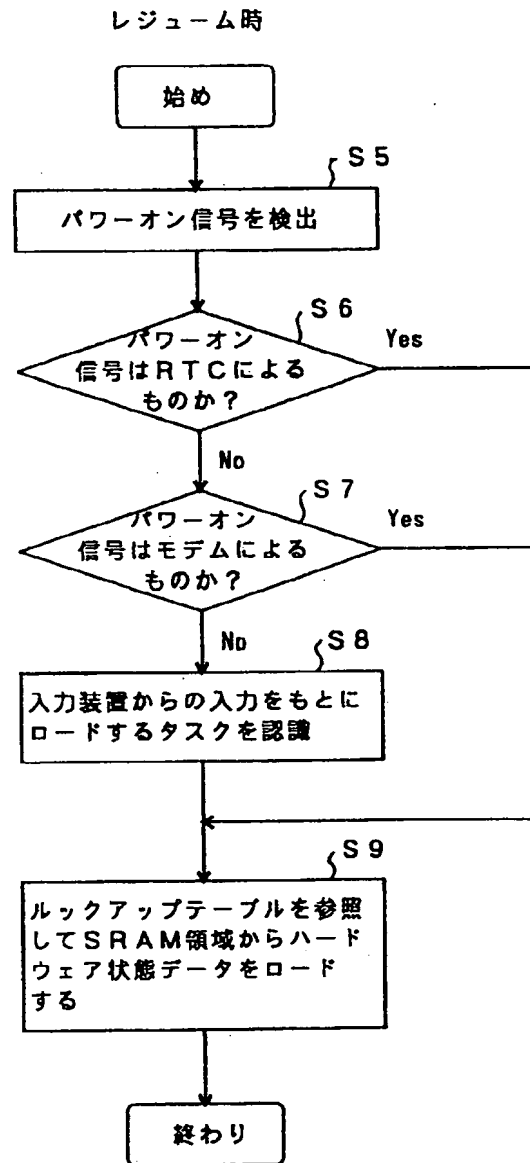 レジューム時
始め
S5
パワーオン信号を検出
S6
パワーオン
信号はRTCによる
ものか?
Yes
No
S7
パワーオン
信号はモデムによる
ものか?
Yes
No
S8
入力装置からの入力をもとに
ロードするタスクを認識
S9
ルックアップテーブルを参照
してSRAM領域からハード
ウェア状態データをロード
する
終わり